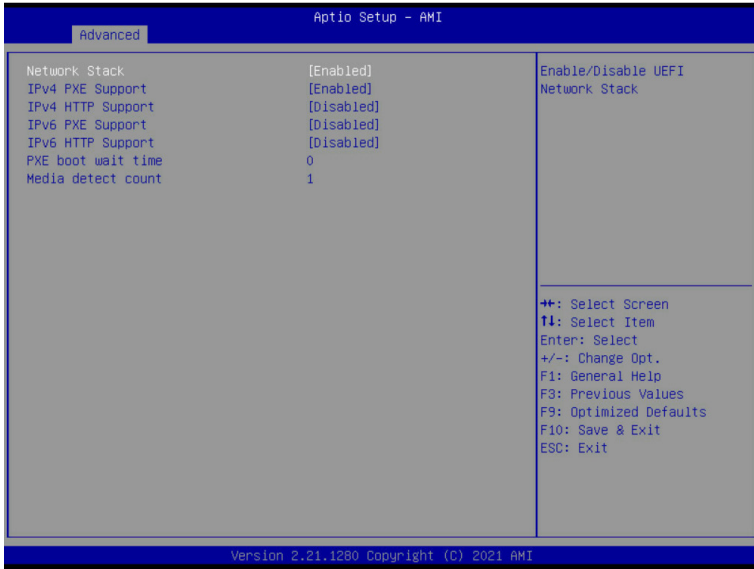 Aptio Setup – AMI
Advanced
Network Stack [Enabled]
IPv4 PXE Support [Enabled]
IPv4 HTTP Support [Disabled]
IPv6 PXE Support [Disabled]
IPv6 HTTP Support [Disabled]
PXE boot wait time 0
Media detect count 1
Enable/Disable UEFI
Network Stack
→←: Select Screen
↑↓: Select Item
Enter: Select
+/-: Change Opt.
F1: General Help
F3: Previous Values
F9: Optimized Defaults
F10: Save & Exit
ESC: Exit
Version 2.21.1280 Copyright (C) 2021 AMI